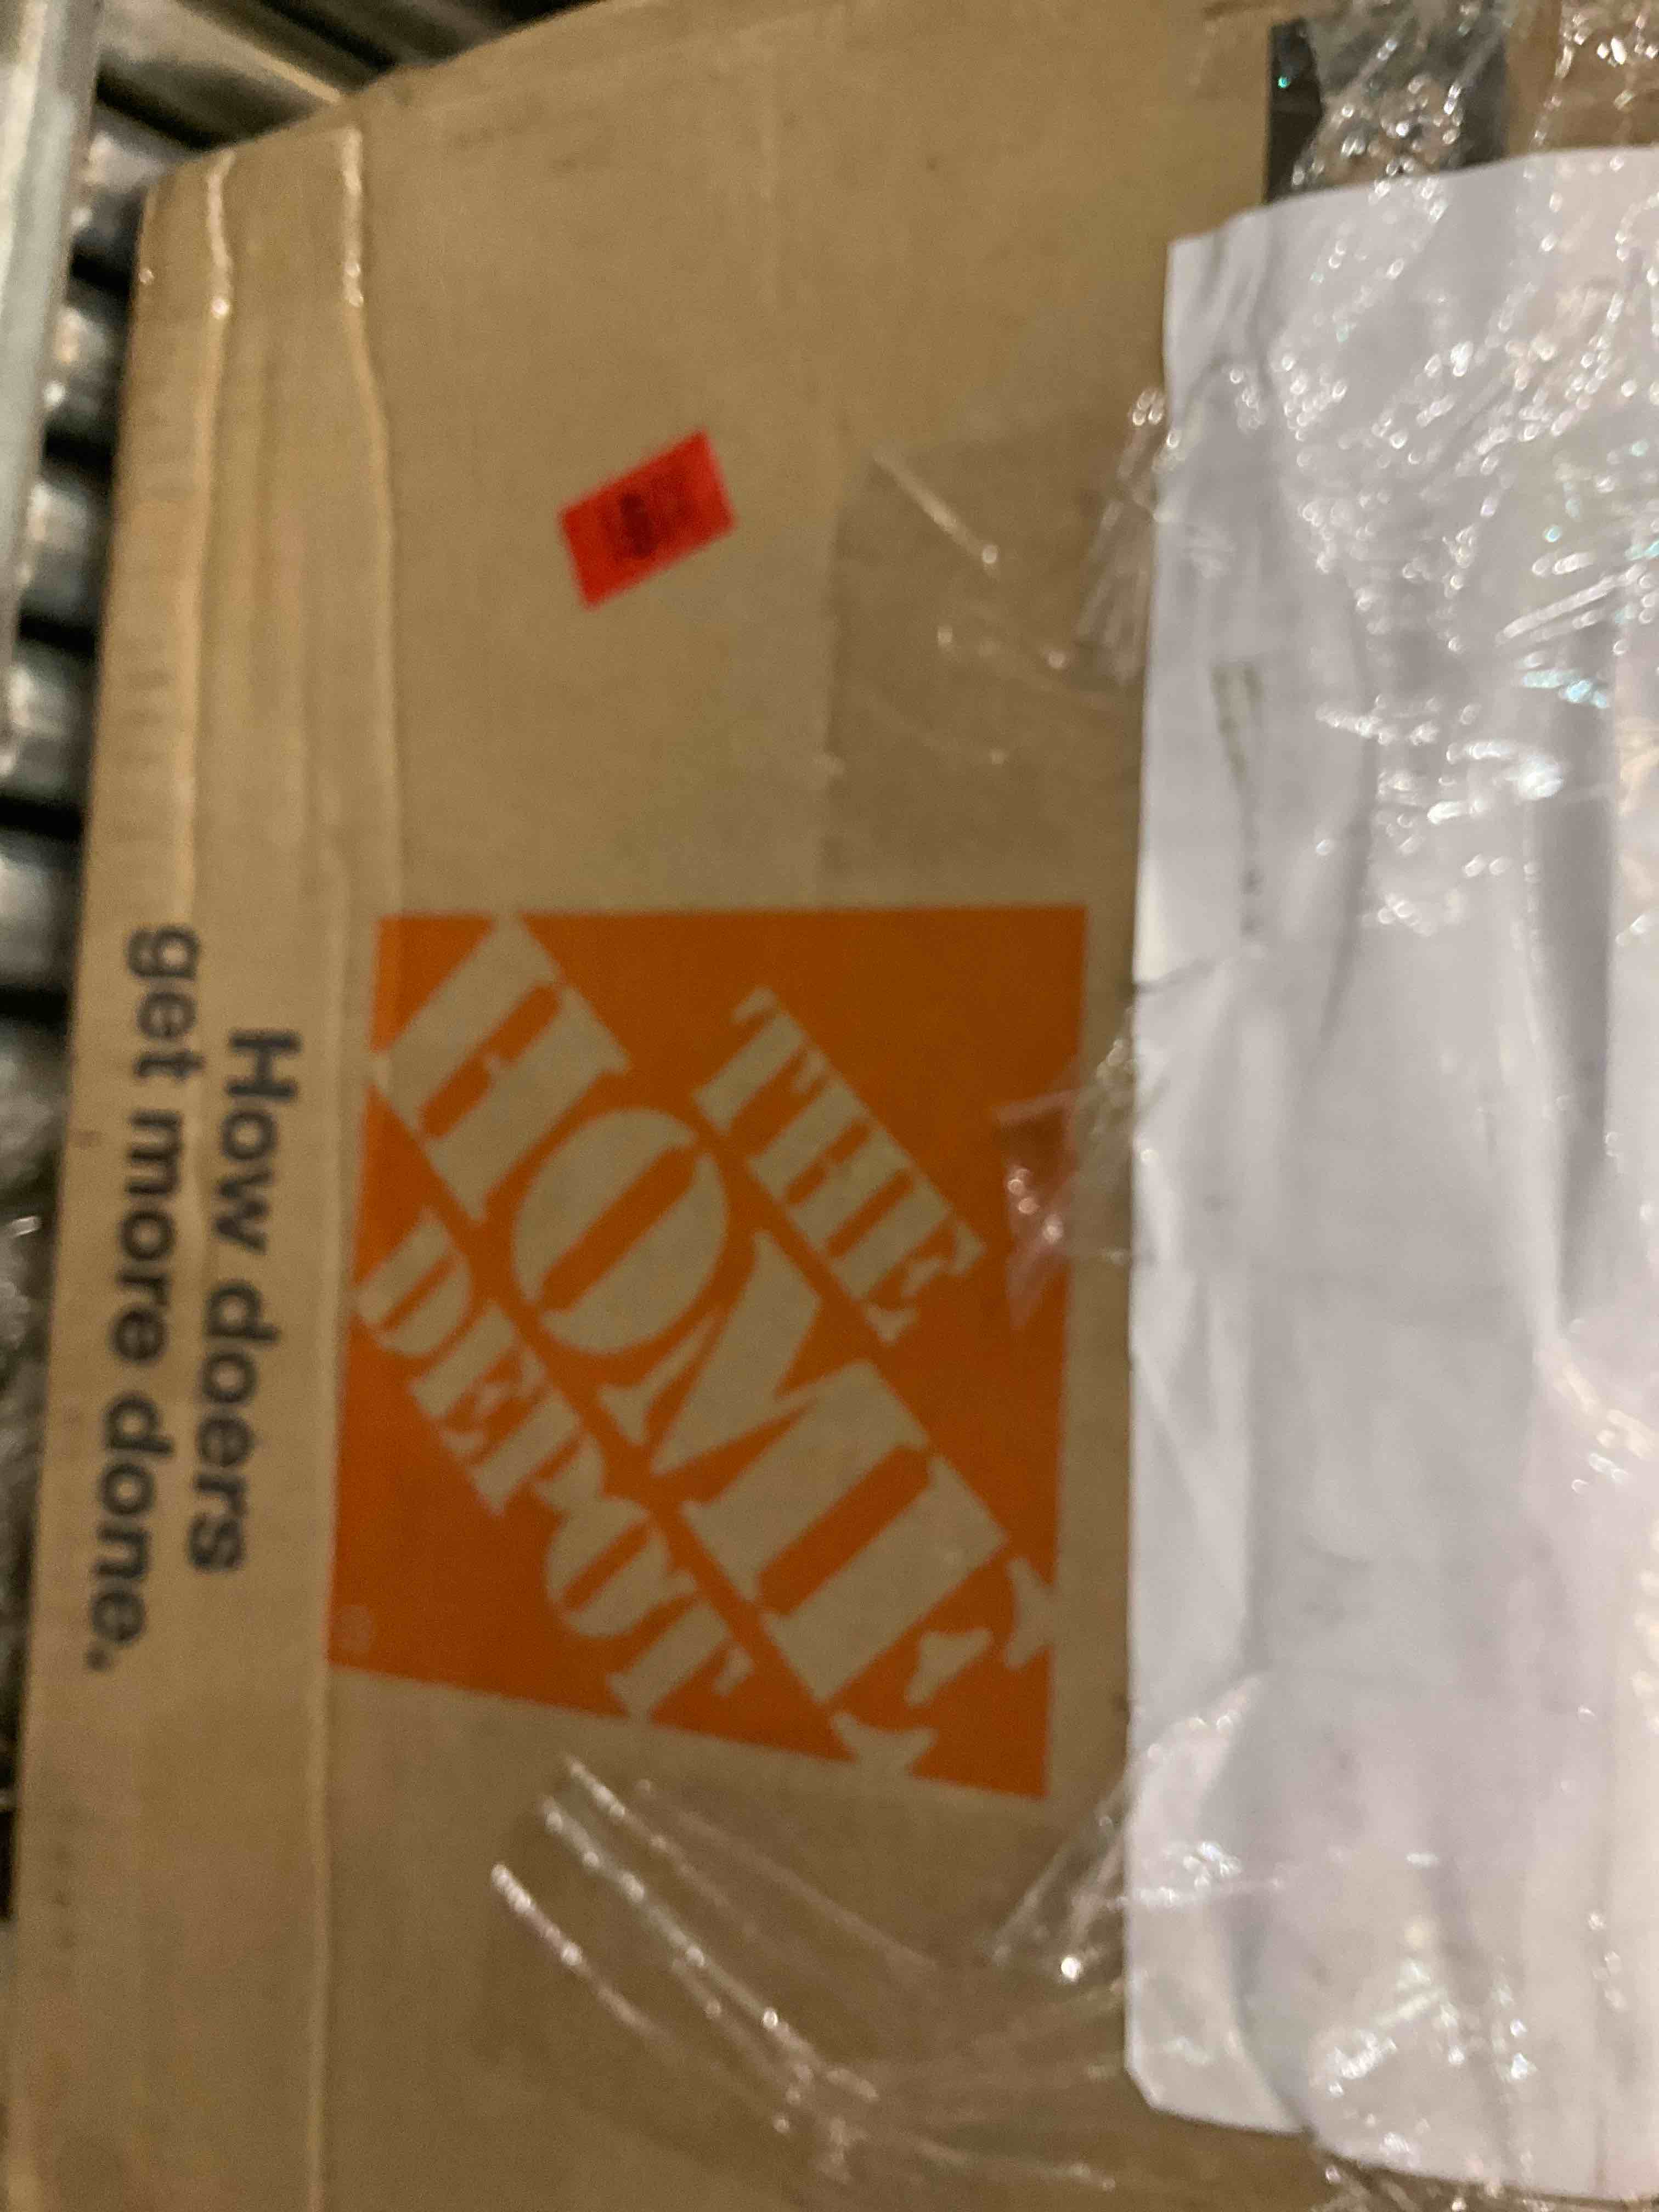 THE
HOME
DEPOT
®
How doers
get more done.